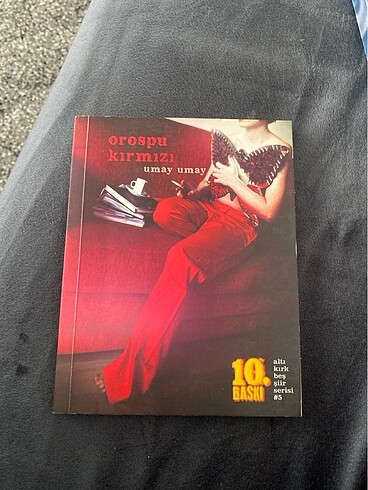 orospu
kırmızı
umay umay
10.
BASKI
altı
kırk
beş
şiir
serisi
#5